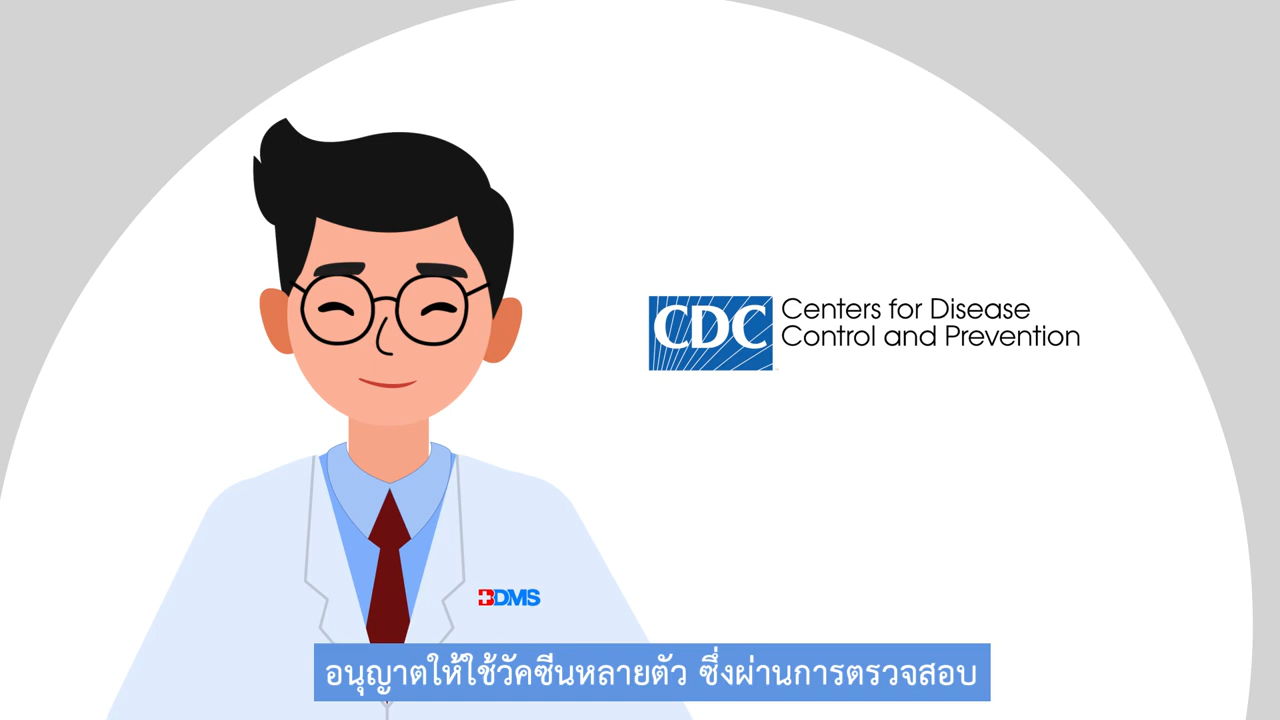 CDC Centers for Disease
Control and Prevention
BDMS
อนุญาตให้ใช้วัคซีนหลายตัว ซึ่งผ่านการตรวจสอบ